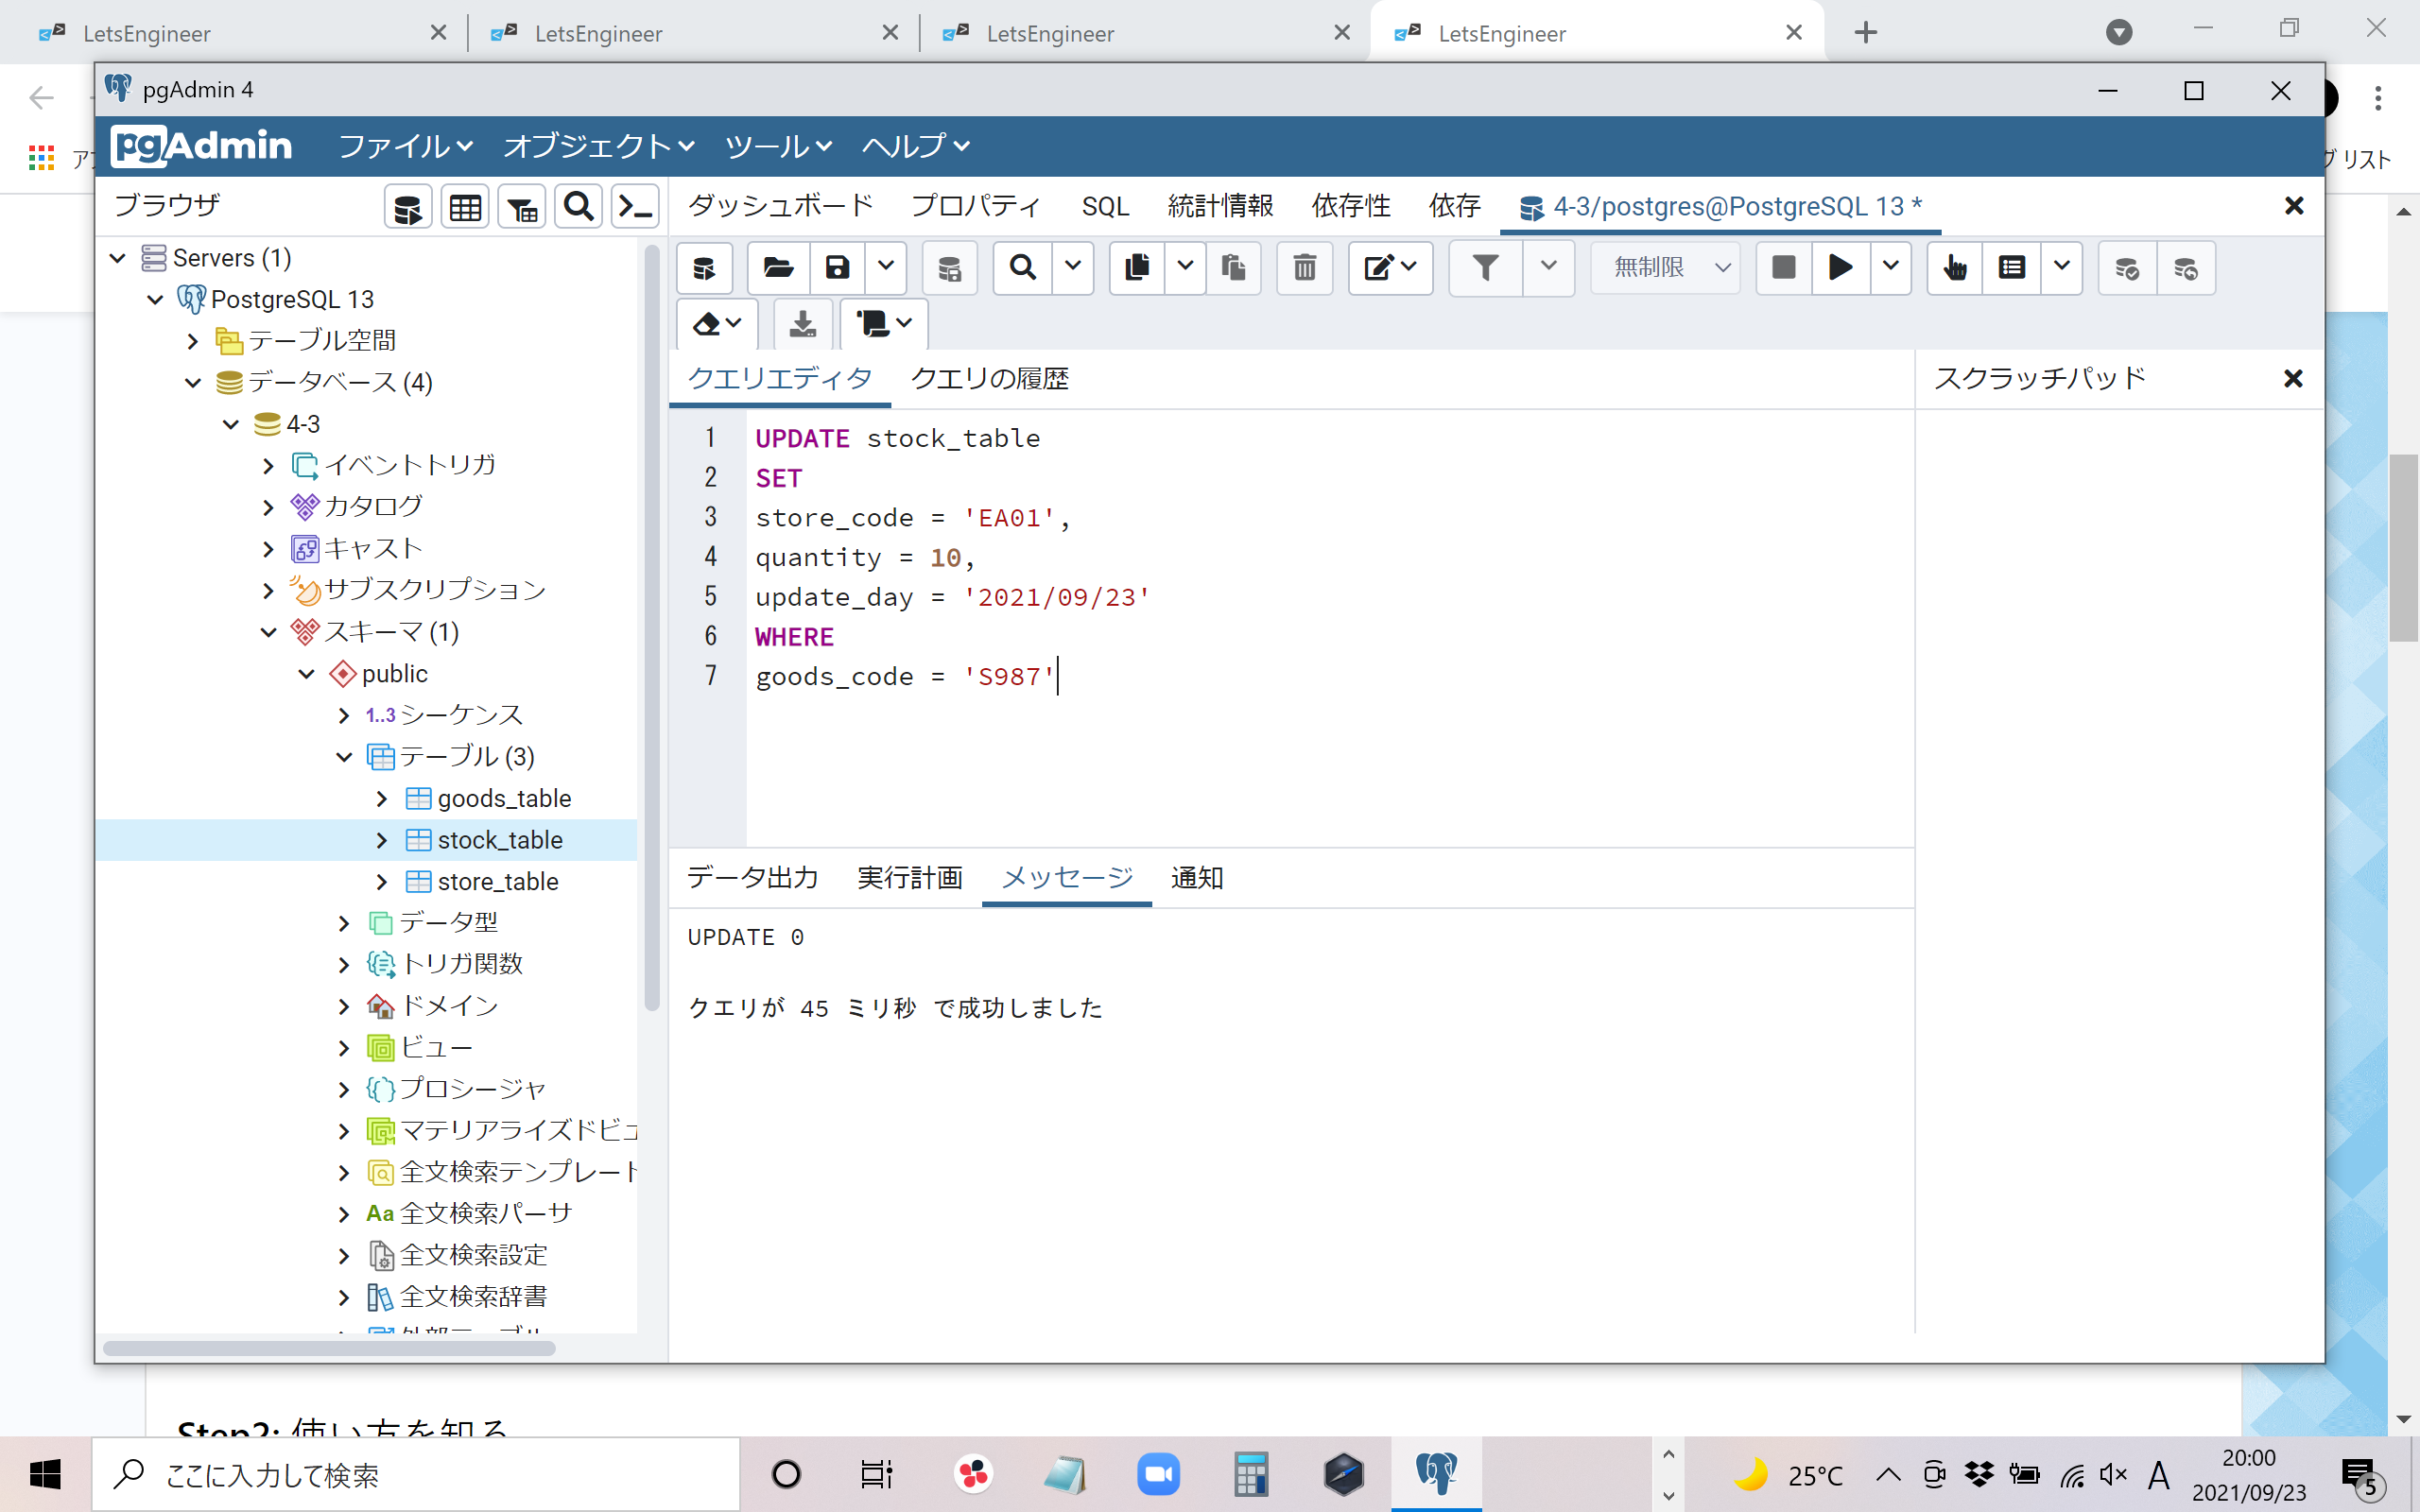 LetsEngineer
LetsEngineer
LetsEngineer
LetsEngineer
pgAdmin 4
pgAdmin
ファイル
オブジェクト
ツール
ヘルプ
リスト
ブラウザ
ダッシュボード
プロパティ
SQL
統計情報
依存性
依存
4-3/postgres@PostgreSQL 13 *
Servers (1)
PostgreSQL 13
テーブル空間
データベース (4)
4-3
イベントトリガ
カタログ
キャスト
サブスクリプション
スキーマ (1)
public
1..3 シーケンス
テーブル (3)
goods_table
stock_table
store_table
データ型
トリガ関数
ドメイン
ビュー
プロシージャ
マテリアライズドビュ
全文検索テンプレート
Aa 全文検索パーサ
全文検索設定
全文検索辞書
無制限
クエリエディタ
クエリの履歴
スクラッチパッド
1 UPDATE stock_table
2 SET
3 store_code = 'EA01',
4 quantity = 10,
5 update_day = '2021/09/23'
6 WHERE
7 goods_code = 'S987'
データ出力
実行計画
メッセージ
通知
UPDATE 0
クエリが 45 ミリ秒 で成功しました
Step2: 使い方を知る
ここに入力して検索
25°C
A
20:00
2021/09/23
5